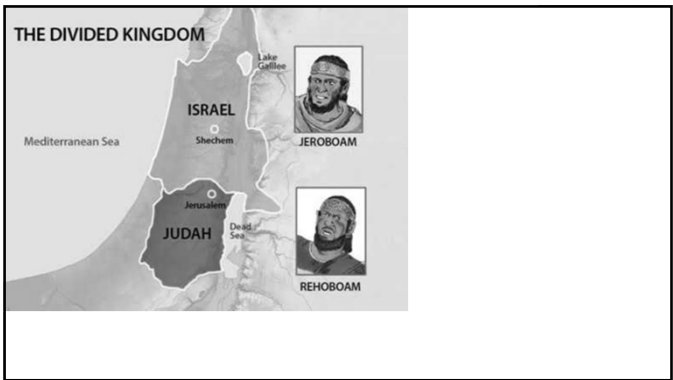 THE DIVIDED KINGDOM
Lake
Galilee
ISRAEL
Shechem
Mediterranean Sea
JEROBOAM
Jerusalem
JUDAH
Dead
Sea
REHOBOAM